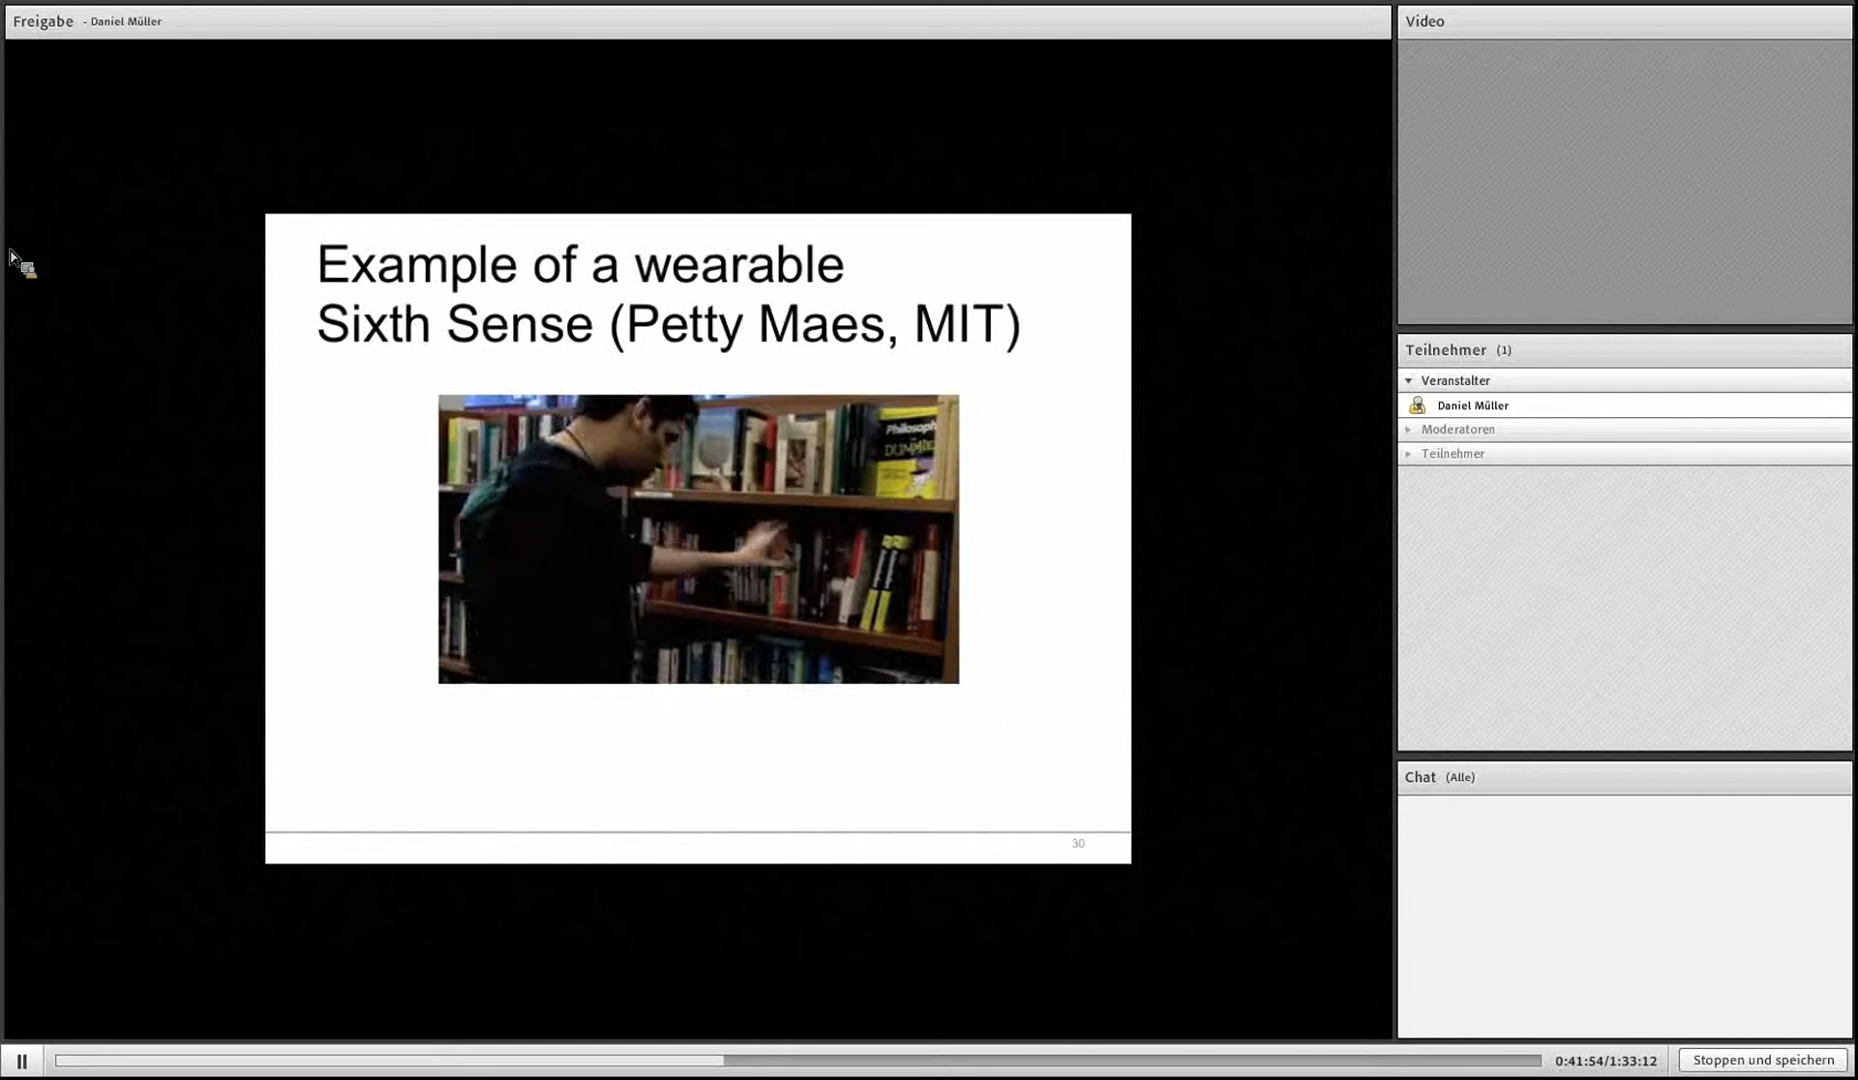 Freigabe - Daniel Müller
Example of a wearable
Sixth Sense (Petty Maes, MIT)
DUMMIES
30
Video
Teilnehmer (1)
Veranstalter
Daniel Müller
Moderatoren
Teilnehmer
Chat (Alle)
0:41:54/1:33:12
Stoppen und speichern